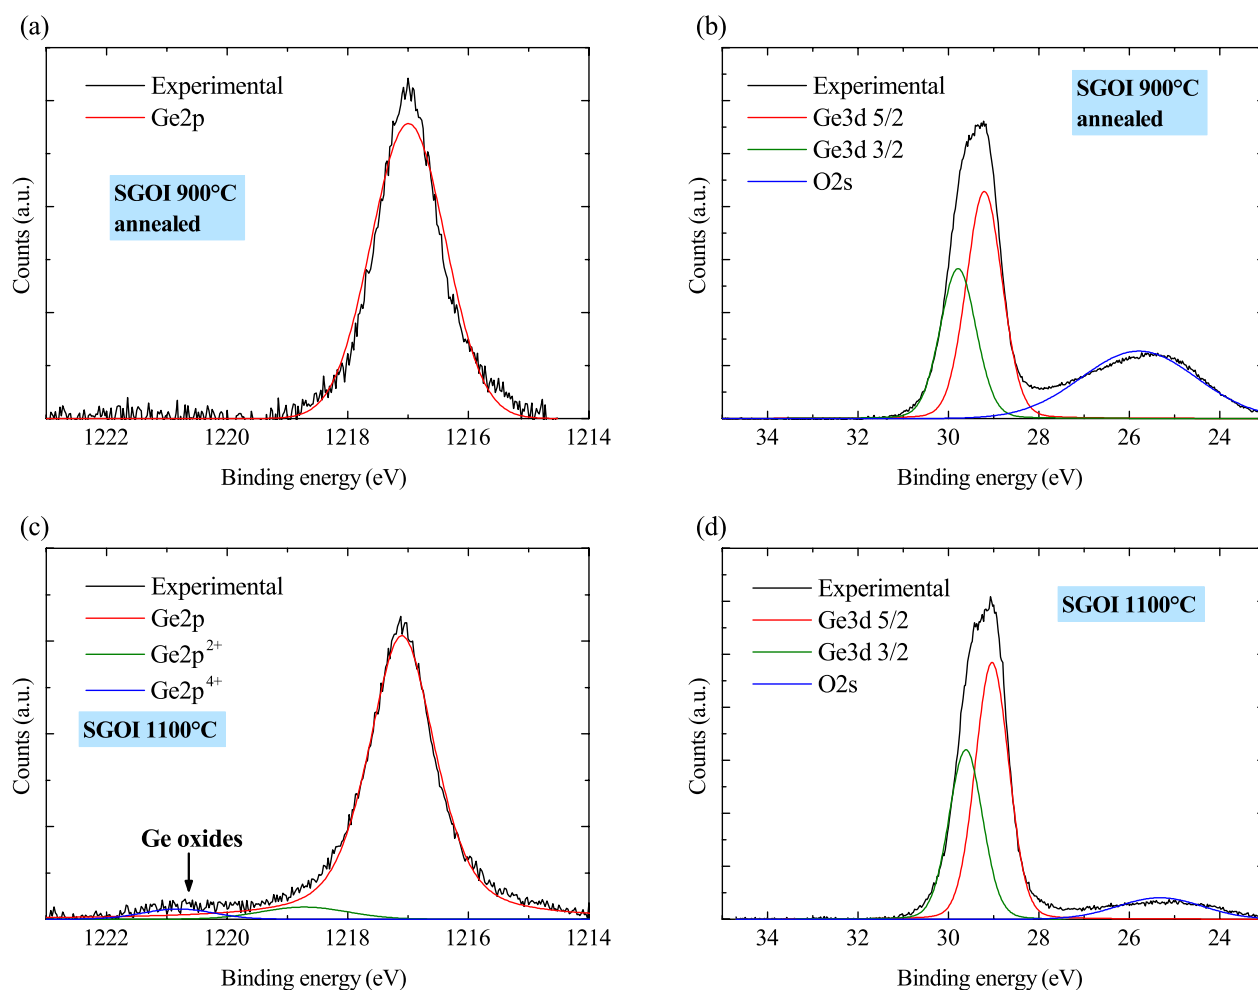 (a)
Experimental
Ge2p
SGOI 900°C
annealed
Counts (a.u.)
1222 1220 1217 1216 1214
Binding energy (eV)
(b)
Experimental
Ge3d 5/2
Ge3d 3/2
O2s
SGOI 900°C
annealed
Counts (a.u.)
34 32 30 28 26 24
Binding energy (eV)
(c)
Experimental
Ge2p
Ge2p²⁺
Ge2p⁴⁺
SGOI 1100°C
Ge oxides
Counts (a.u.)
1222 1220 1217 1216 1214
Binding energy (eV)
(d)
Experimental
Ge3d 5/2
Ge3d 3/2
O2s
SGOI 1100°C
Counts (a.u.)
34 32 30 28 26 24
Binding energy (eV)